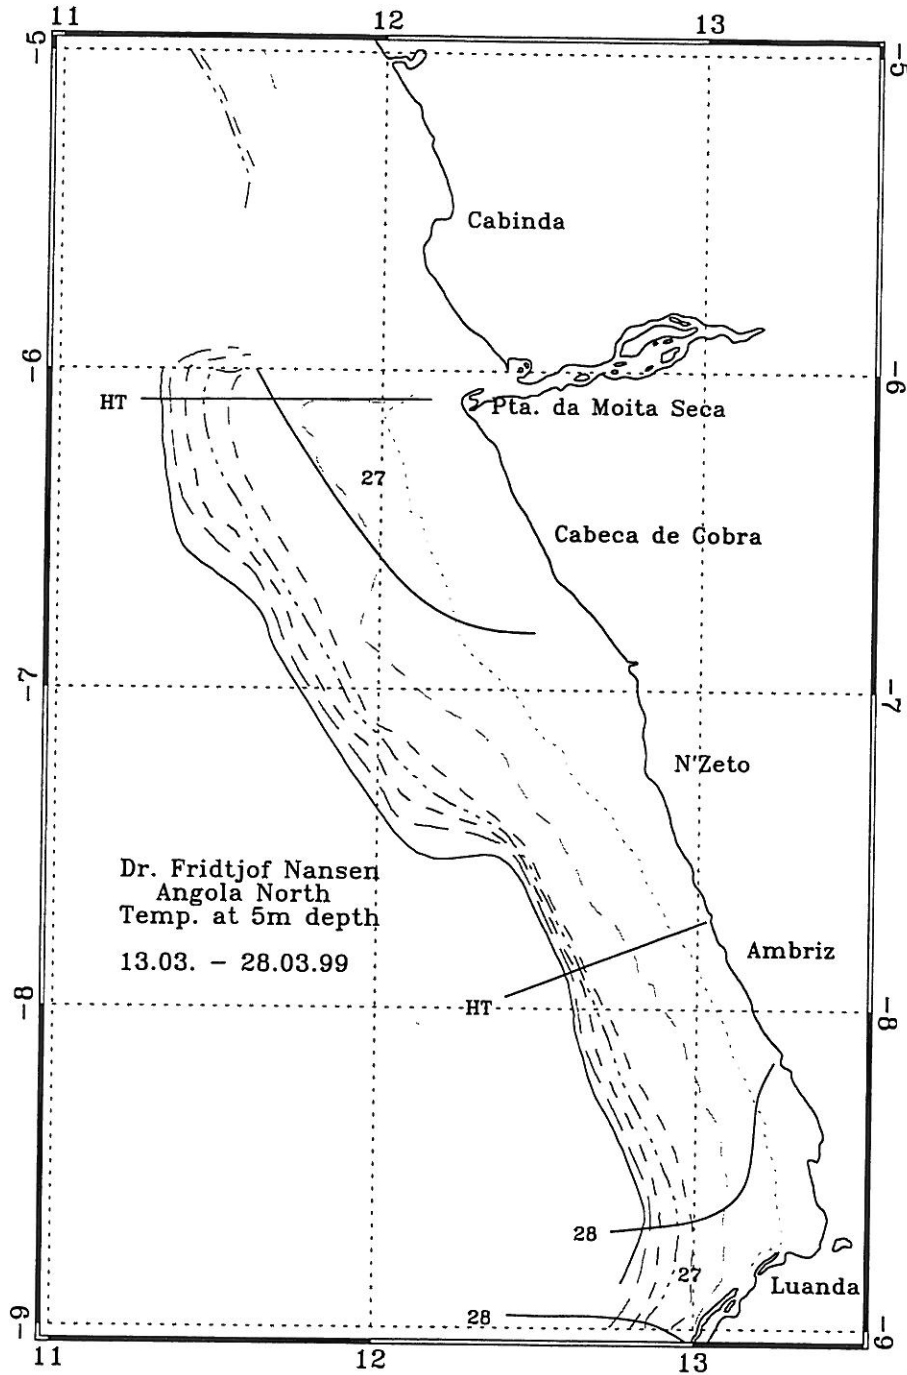 11 12 13
-5 -5
Cabinda
-6 -6
HT
Pta. da Moita Seca
27
Cabeca de Cobra
-7 -7
N'Zeto
Dr. Fridtjof Nansen
Angola North
Temp. at 5m depth
13.03. - 28.03.99
Ambriz
HT
-8 -8
28
27
Luanda
28
-9 -9
11 12 13